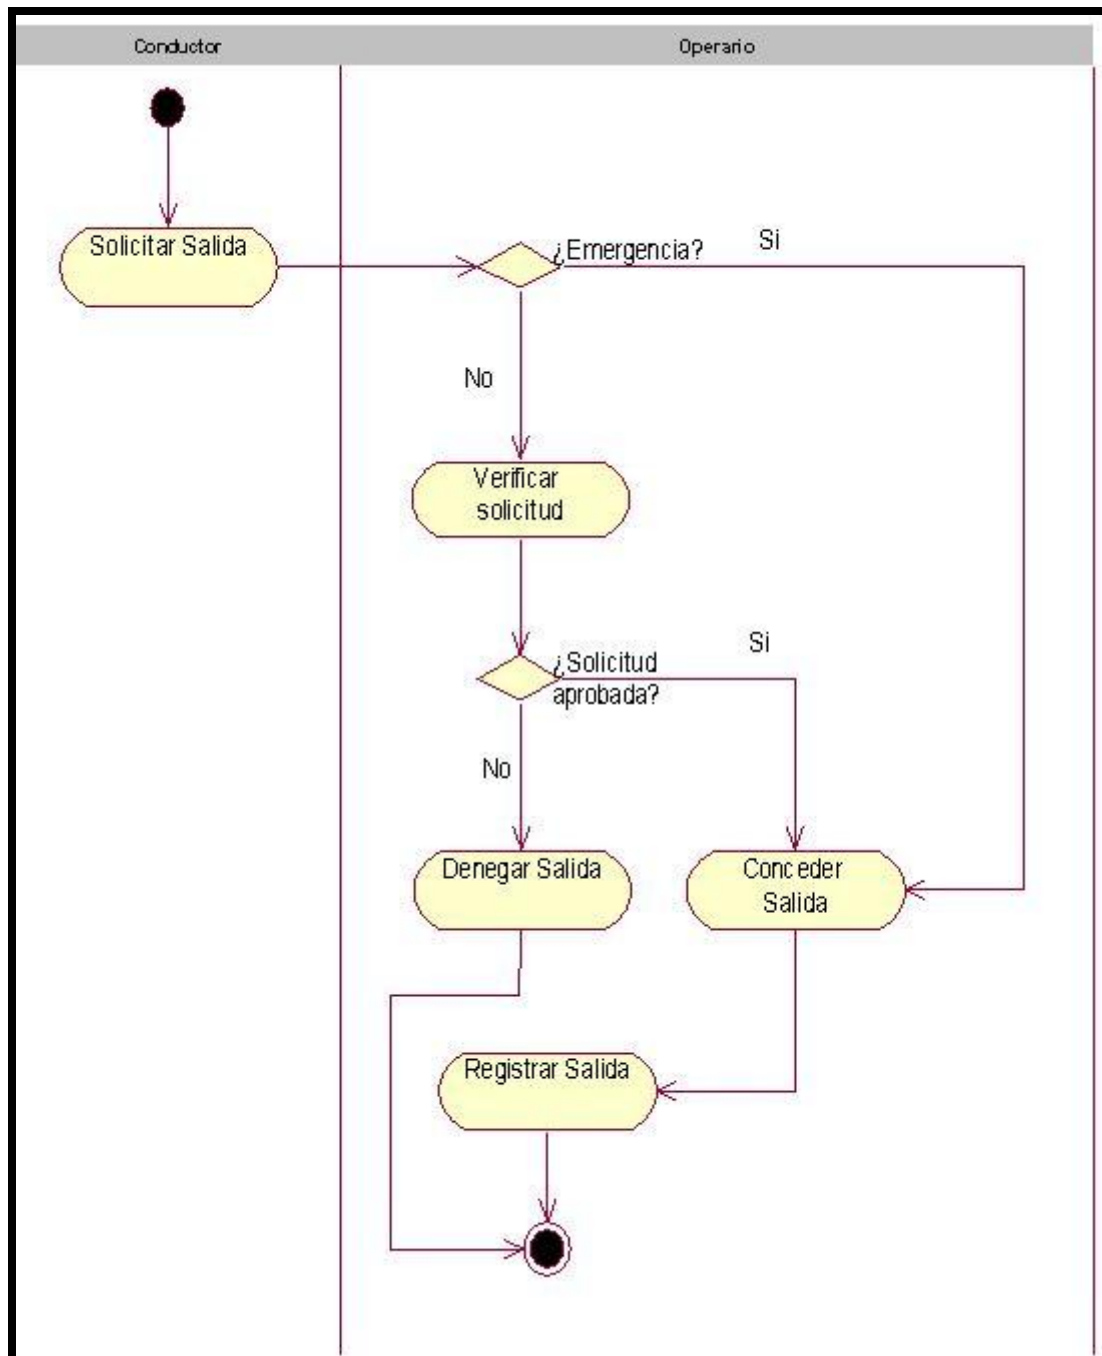 Conductor
Operario
Solicitar Salida
¿Emergencia?
Si
No
Verificar
solicitud
¿Solicitud
aprobada?
Si
No
Denegar Salida
Conceder
Salida
Registrar Salida